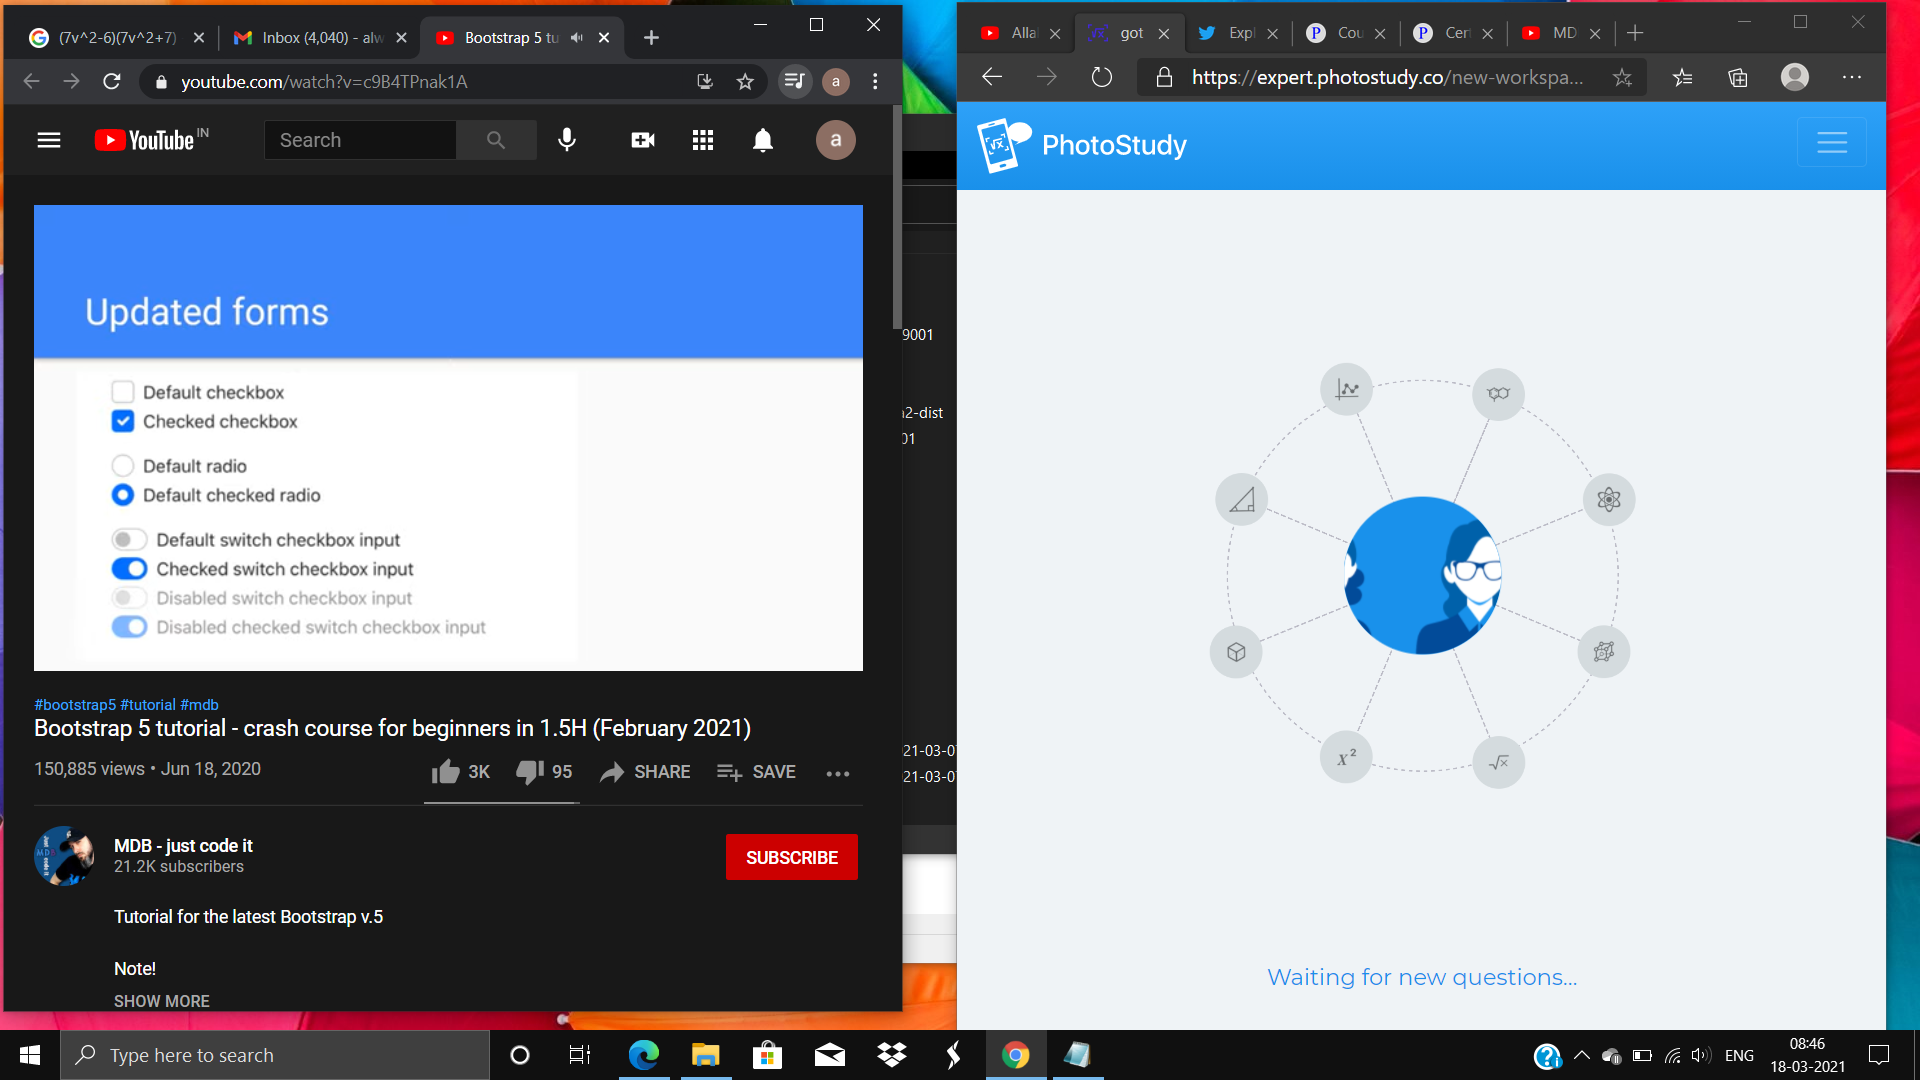 (7v^2-6)(7v^2+7)
Inbox (4,040) - alw
Bootstrap 5 tu
youtube.com/watch?v=c9B4TPnak1A
a
YouTube IN
Search
a
Updated forms
Default checkbox
Checked checkbox
Default radio
Default checked radio
Default switch checkbox input
Checked switch checkbox input
Disabled switch checkbox input
Disabled checked switch checkbox input
#bootstrap5 #tutorial #mdb
Bootstrap 5 tutorial - crash course for beginners in 1.5H (February 2021)
150,885 views • Jun 18, 2020
3K
95
SHARE
SAVE
MDB - just code it
21.2K subscribers
SUBSCRIBE
Tutorial for the latest Bootstrap v.5
Note!
SHOW MORE
9001
2-dist
01
21-03-07
21-03-07
Alla
got
Expl
Cou
Cert
MD
https://expert.photostudy.co/new-workspa...
√x
PhotoStudy
x²
√x
Waiting for new questions...
Type here to search
ENG
08:46
18-03-2021